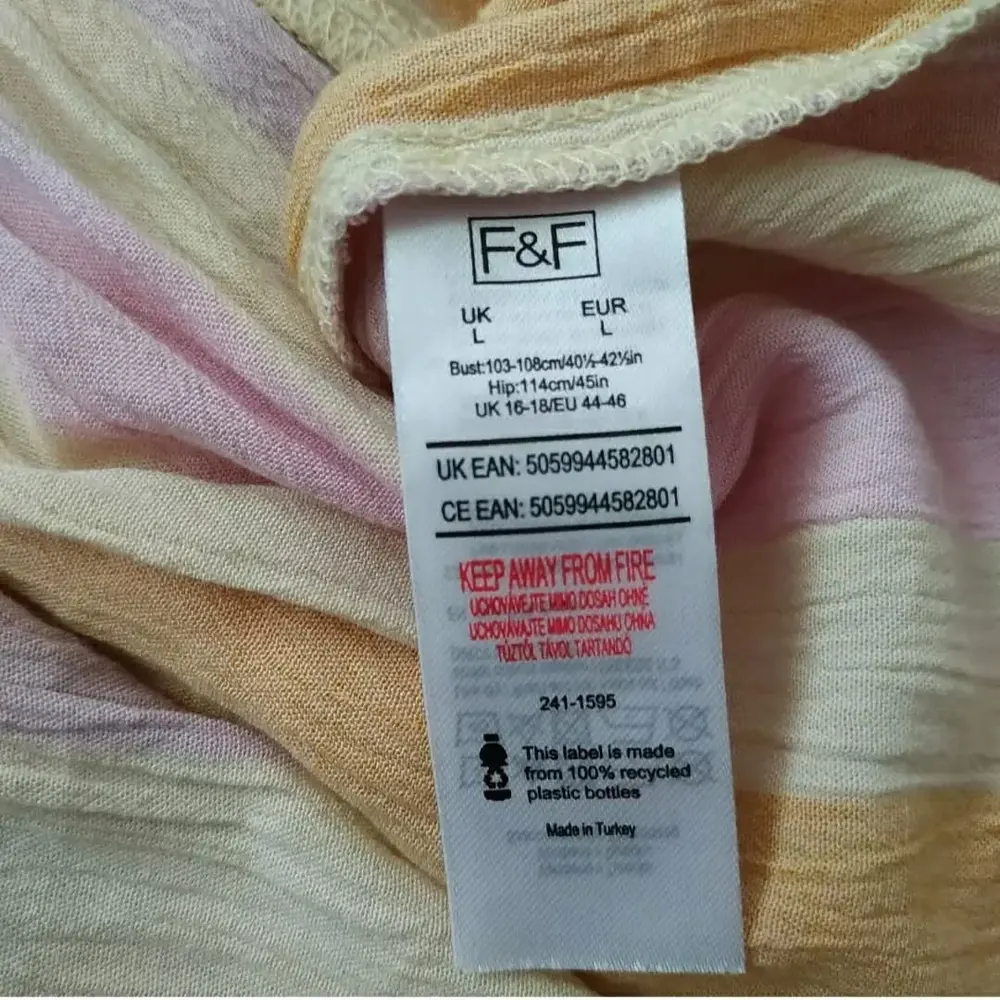 F&F
UK EUR
L L
Bust:103-108cm/40½-42½in
Hip:114cm/45in
UK 16-18/EU 44-46
UK EAN: 5059944582801
CE EAN: 5059944582801
KEEP AWAY FROM FIRE
UCHOVÁVEJTE MIMO DOSAH OHNĚ
UCHOVÁVAJTE MIMO DOSAHU OHŇA
TŰZTŐL TÁVOL TARTANDÓ
241-1595
This label is made
from 100% recycled
plastic bottles
Made in Turkey